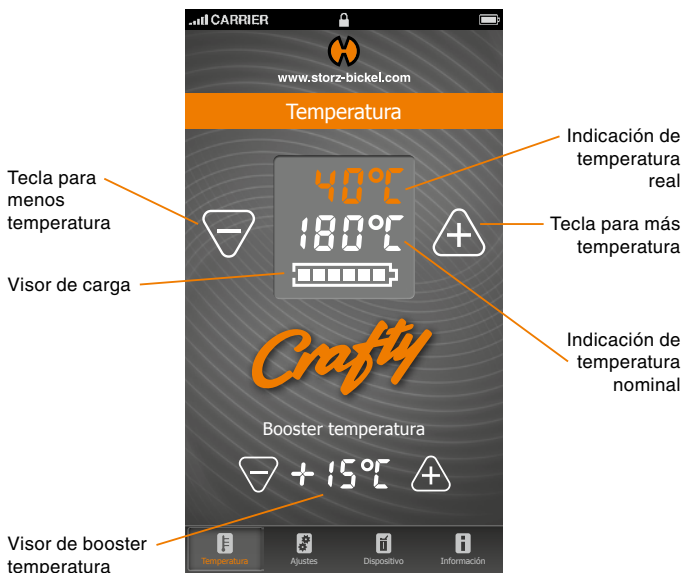 CARRIER
www.storz-bickel.com
Temperatura
Indicación de
temperatura
real
40°C
Tecla para
menos
temperatura
180°C
Tecla para más
temperatura
Visor de carga
Indicación de
temperatura
nominal
Crafty
Booster temperatura
+15°C
Visor de booster
temperatura
Temperatura
Ajustes
Dispositivo
Información